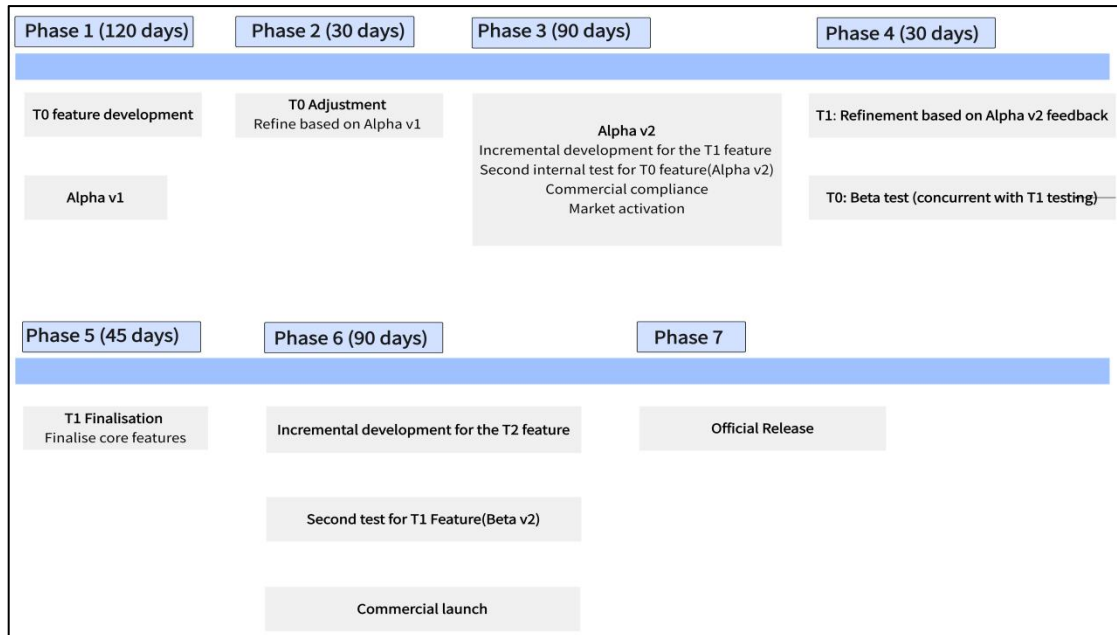 Phase 1 (120 days)
Phase 2 (30 days)
Phase 3 (90 days)
Phase 4 (30 days)
T0 feature development
Alpha v1
T0 Adjustment
Refine based on Alpha v1
Alpha v2
Incremental development for the T1 feature
Second internal test for T0 feature(Alpha v2)
Commercial compliance
Market activation
T1: Refinement based on Alpha v2 feedback
T0: Beta test (concurrent with T1 testing)
Phase 5 (45 days)
Phase 6 (90 days)
Phase 7
T1 Finalisation
Finalise core features
Incremental development for the T2 feature
Second test for T1 Feature(Beta v2)
Commercial launch
Official Release